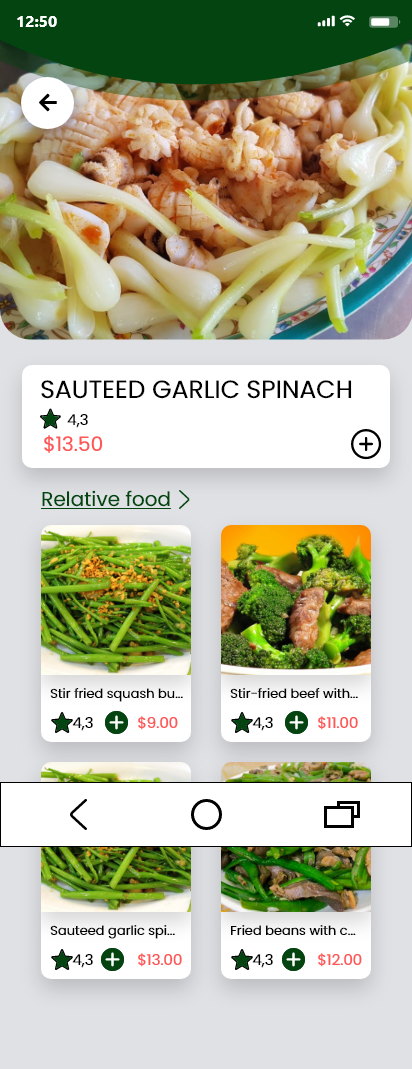 12:50
SAUTEED GARLIC SPINACH
4,3
$13.50
Relative food
Stir fried squash bu...
4,3
$9.00
Stir-fried beef with...
4,3
$11.00
Sauteed garlic spi...
4,3
$13.00
Fried beans with c...
4,3
$12.00